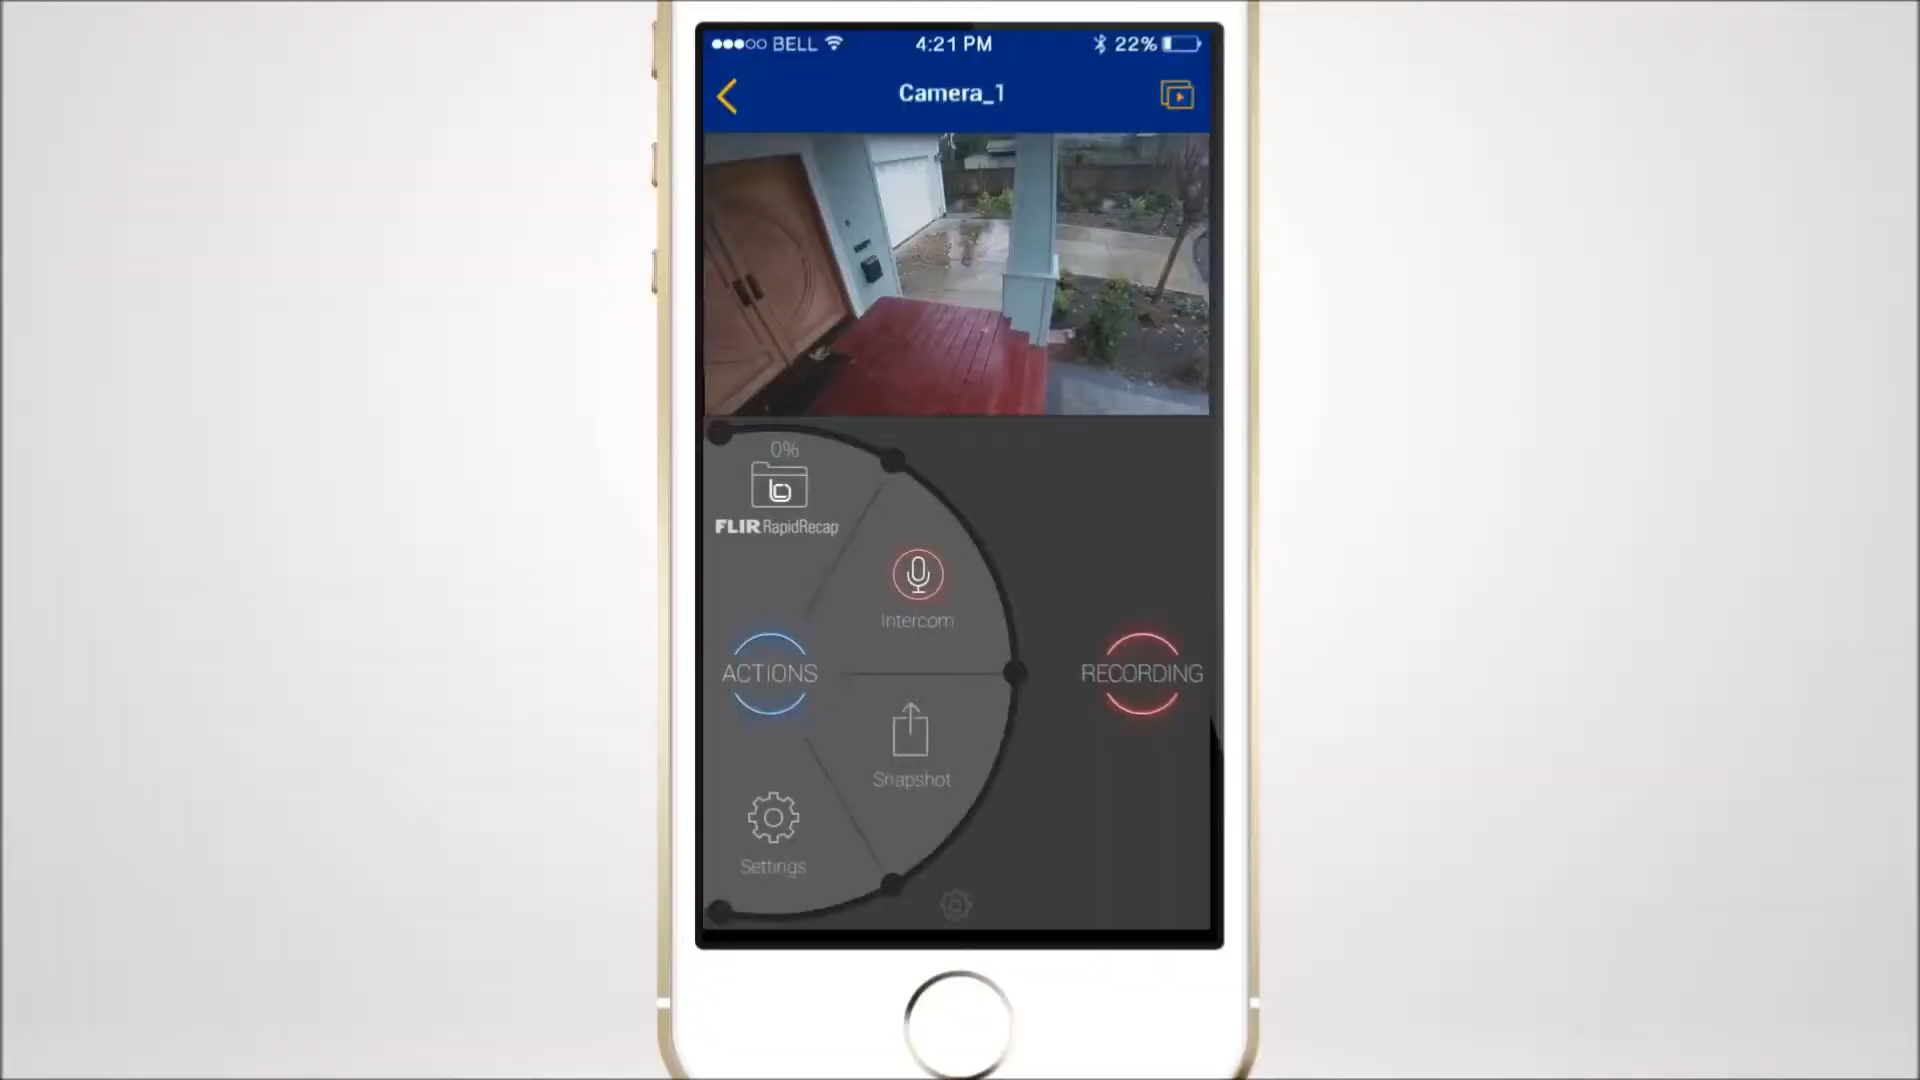 BELL 4:21 PM 22%
Camera_1
0%
FLIR RapidRecap
Intercom
ACTIONS
RECORDING
Snapshot
Settings